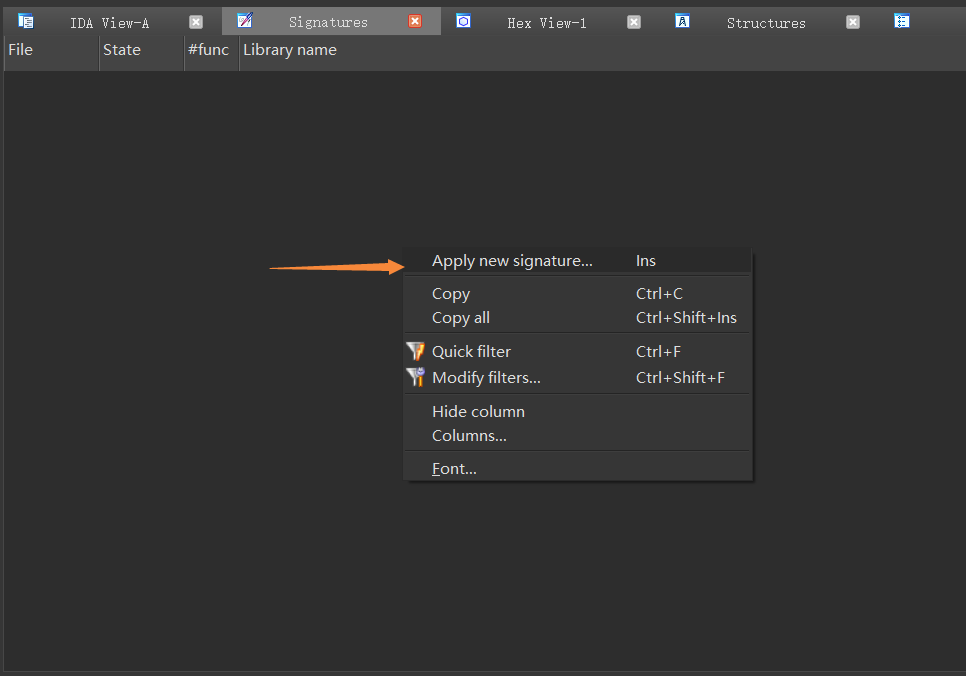 IDA View-A Signatures Hex View-1 Structures
File State #func Library name
Apply new signature... Ins
Copy Ctrl+C
Copy all Ctrl+Shift+Ins
Quick filter Ctrl+F
Modify filters... Ctrl+Shift+F
Hide column
Columns...
Font...